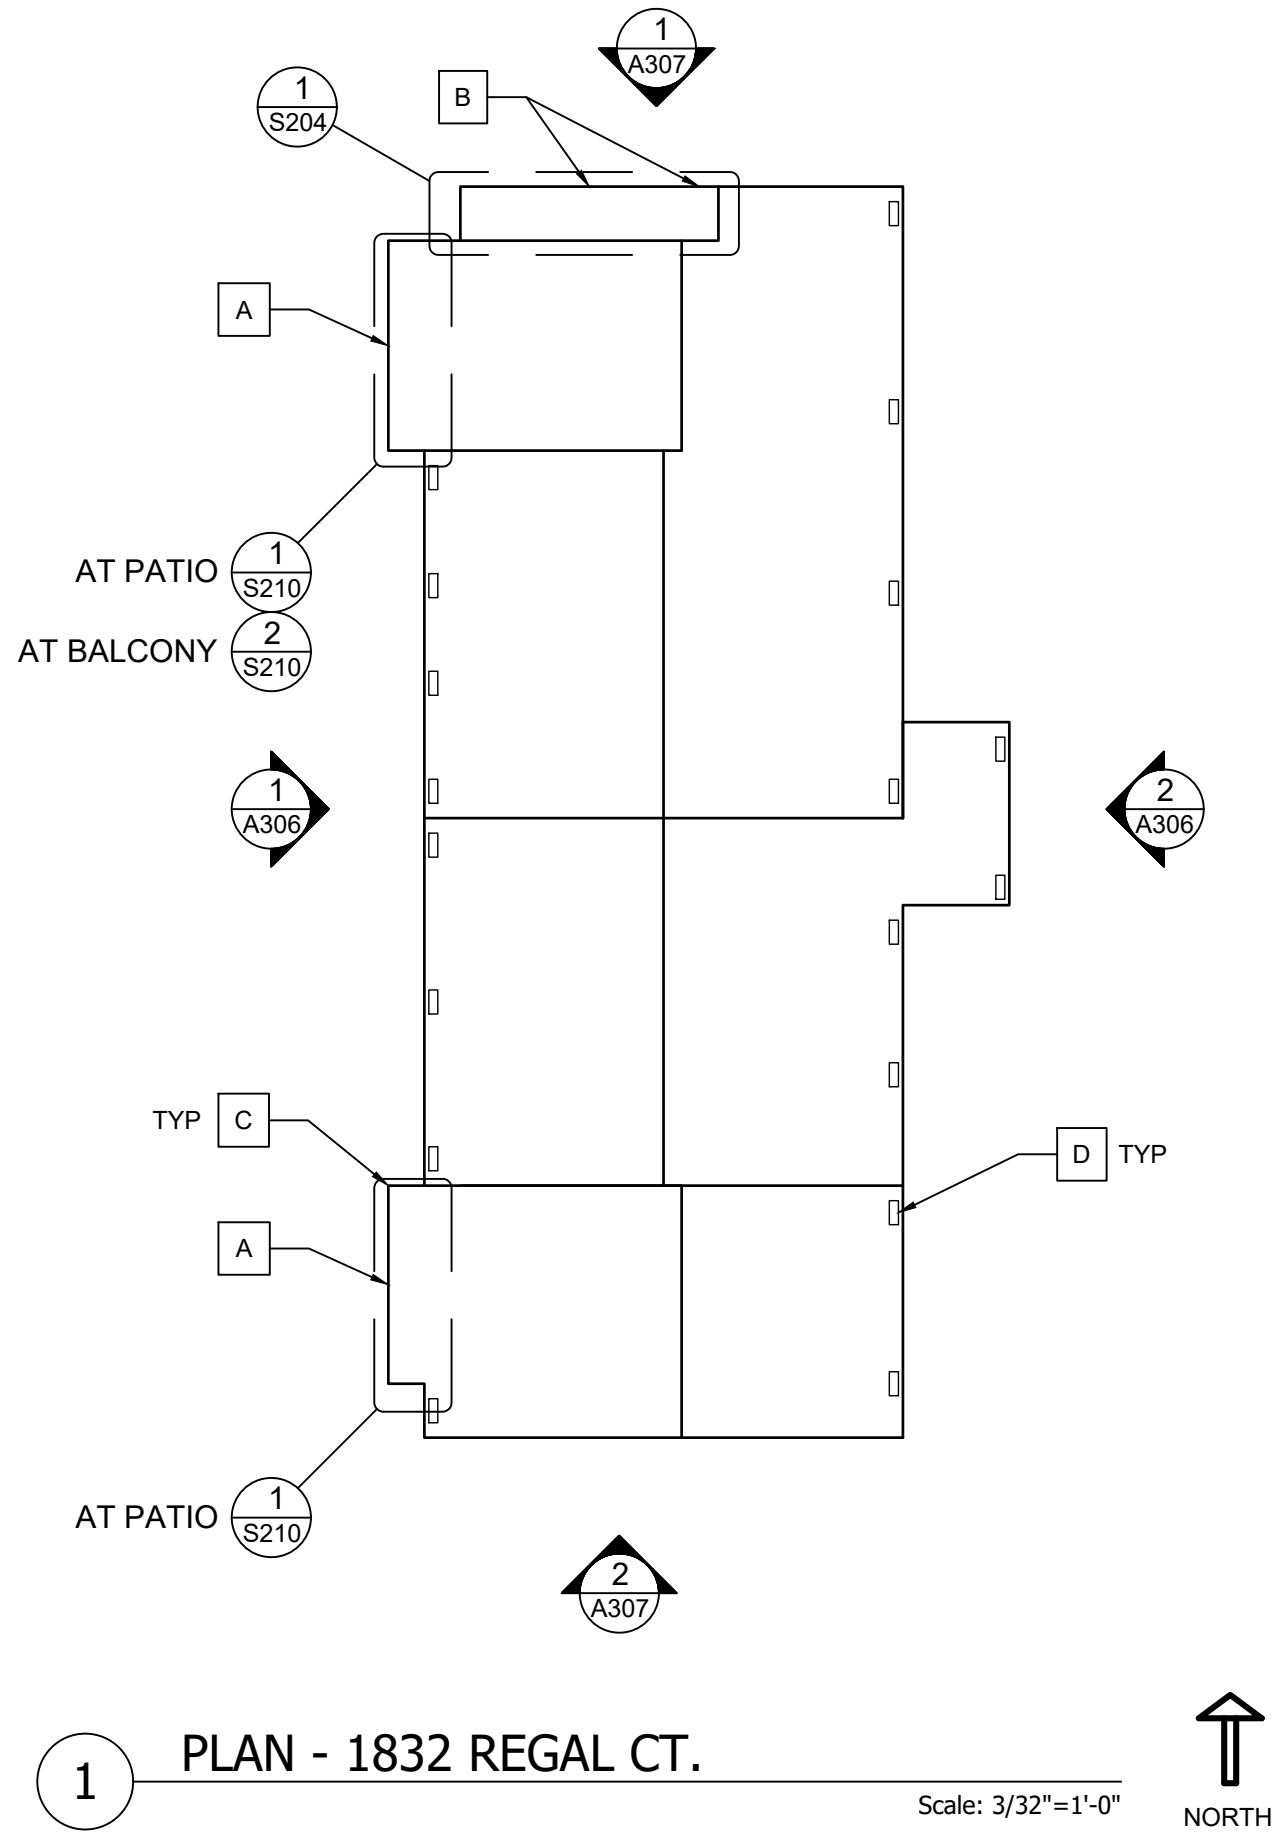 1
A307
B
1
S204
A
AT PATIO
1
S210
AT BALCONY
2
S210
1
A306
2
A306
TYP
C
D
TYP
A
AT PATIO
1
S210
2
A307
1
PLAN - 1832 REGAL CT.
Scale: 3/32"=1'-0"
NORTH